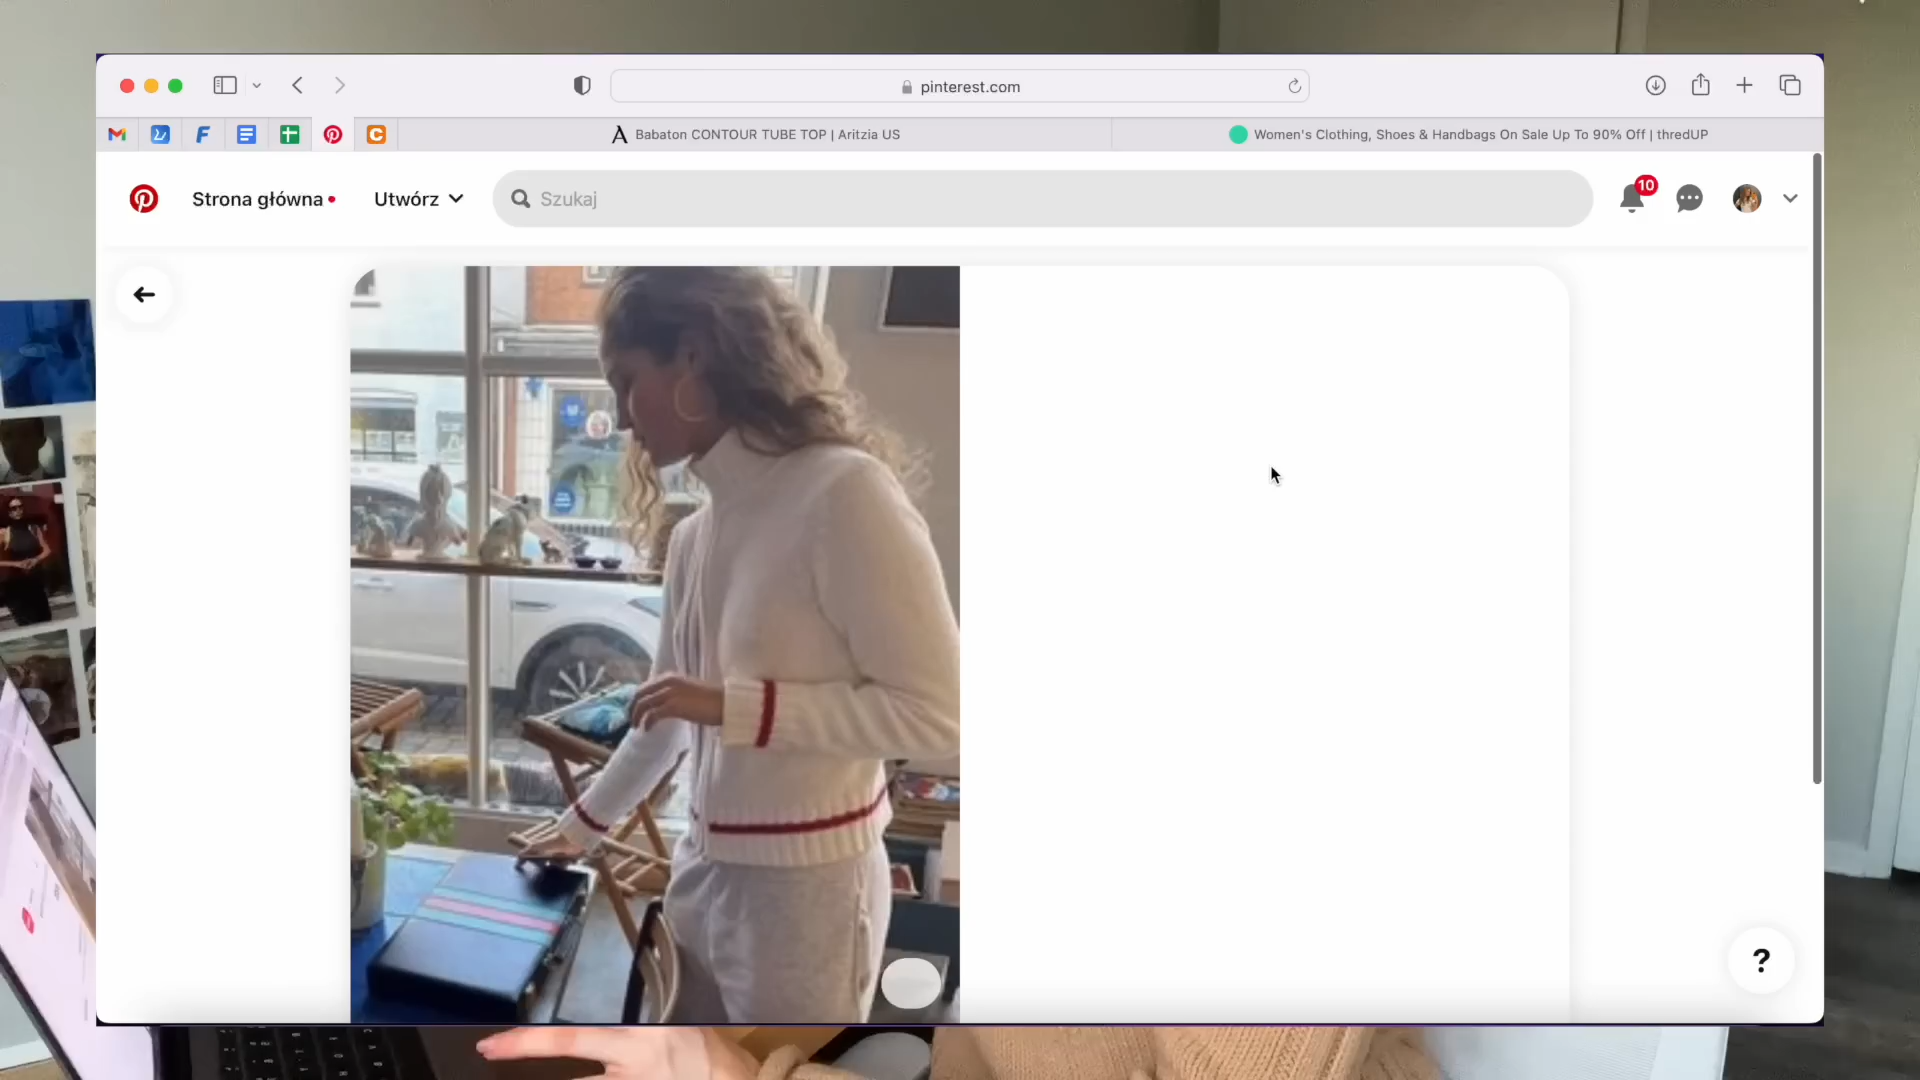 pinterest.com
Babaton CONTOUR TUBE TOP | Aritzia US
Women's Clothing, Shoes & Handbags On Sale Up To 90% Off | thredUP
Strona główna
Utwórz
Szukaj
10
?